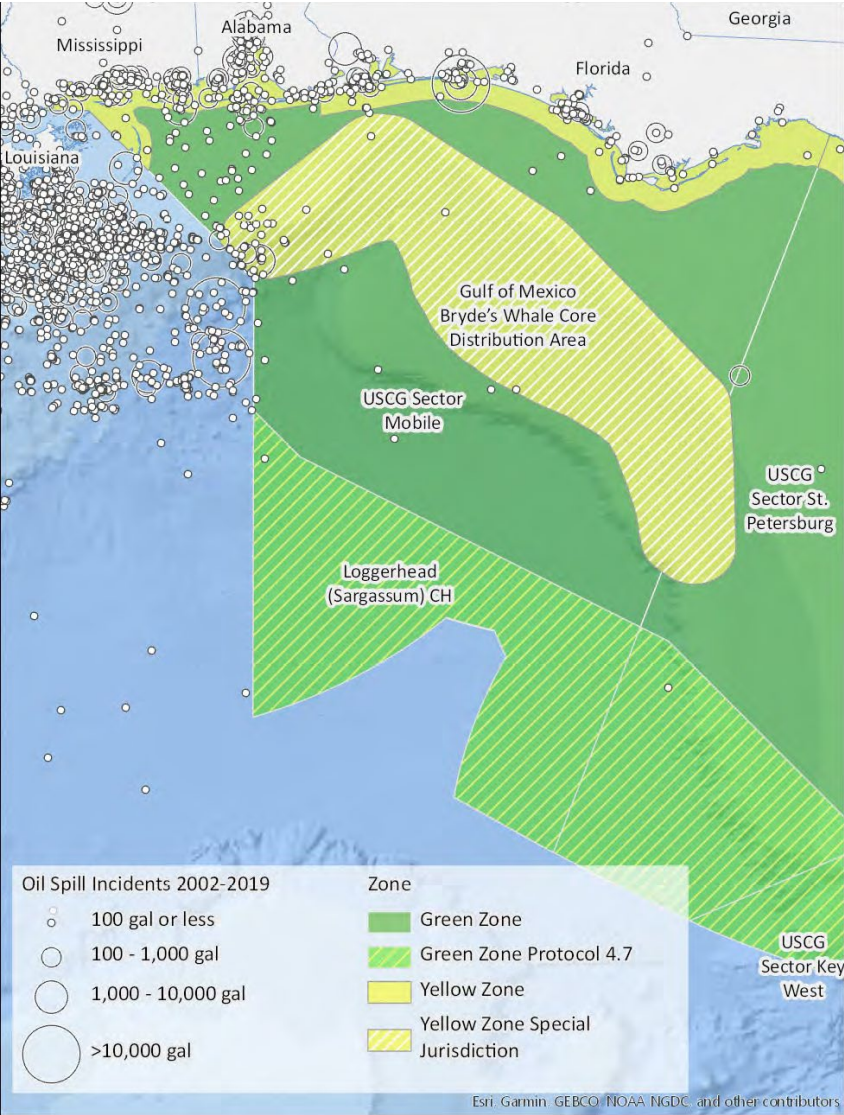 Georgia
Alabama
Mississippi
Florida
Louisiana
Gulf of Mexico
Bryde's Whale Core
Distribution Area
USCG Sector
Mobile
USCG
Sector St.
Petersburg
Loggerhead
(Sargassum) CH
USCG
Sector Key
West
Oil Spill Incidents 2002-2019
100 gal or less
100 - 1,000 gal
1,000 - 10,000 gal
>10,000 gal
Zone
Green Zone
Green Zone Protocol 4.7
Yellow Zone
Yellow Zone Special
Jurisdiction
Esri, Garmin, GEBCO, NOAA NGDC, and other contributors